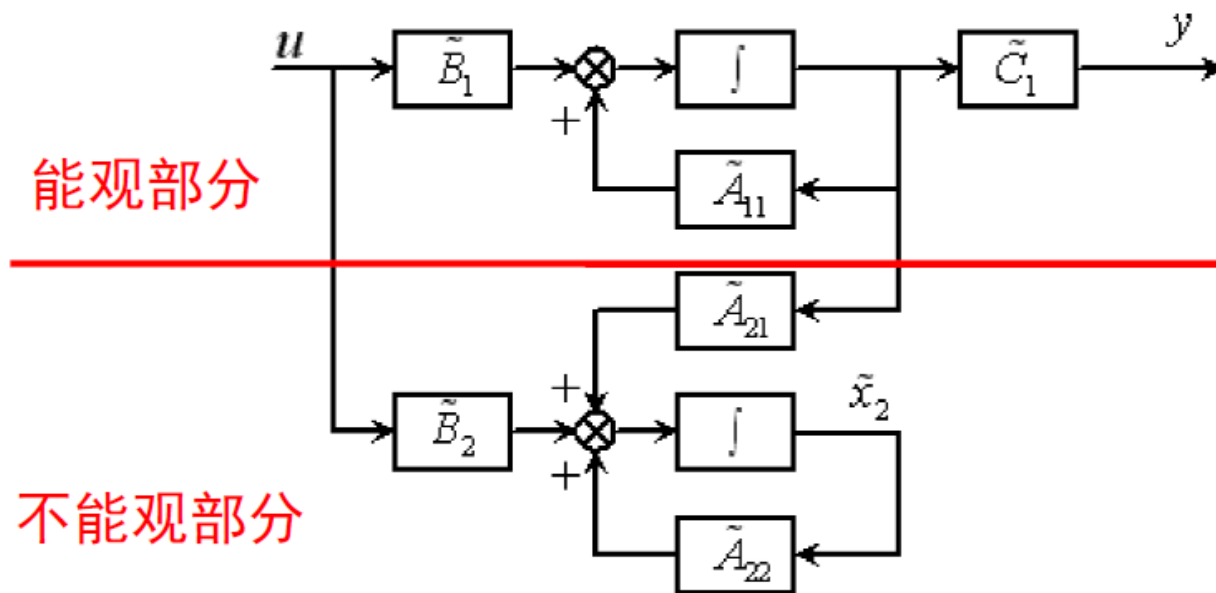 u
B̃₁
∫
C̃₁
y
+
Ã₁₁
能观部分
Ã₂₁
+
B̃₂
∫
x̃₂
+
不能观部分
Ã₂₂